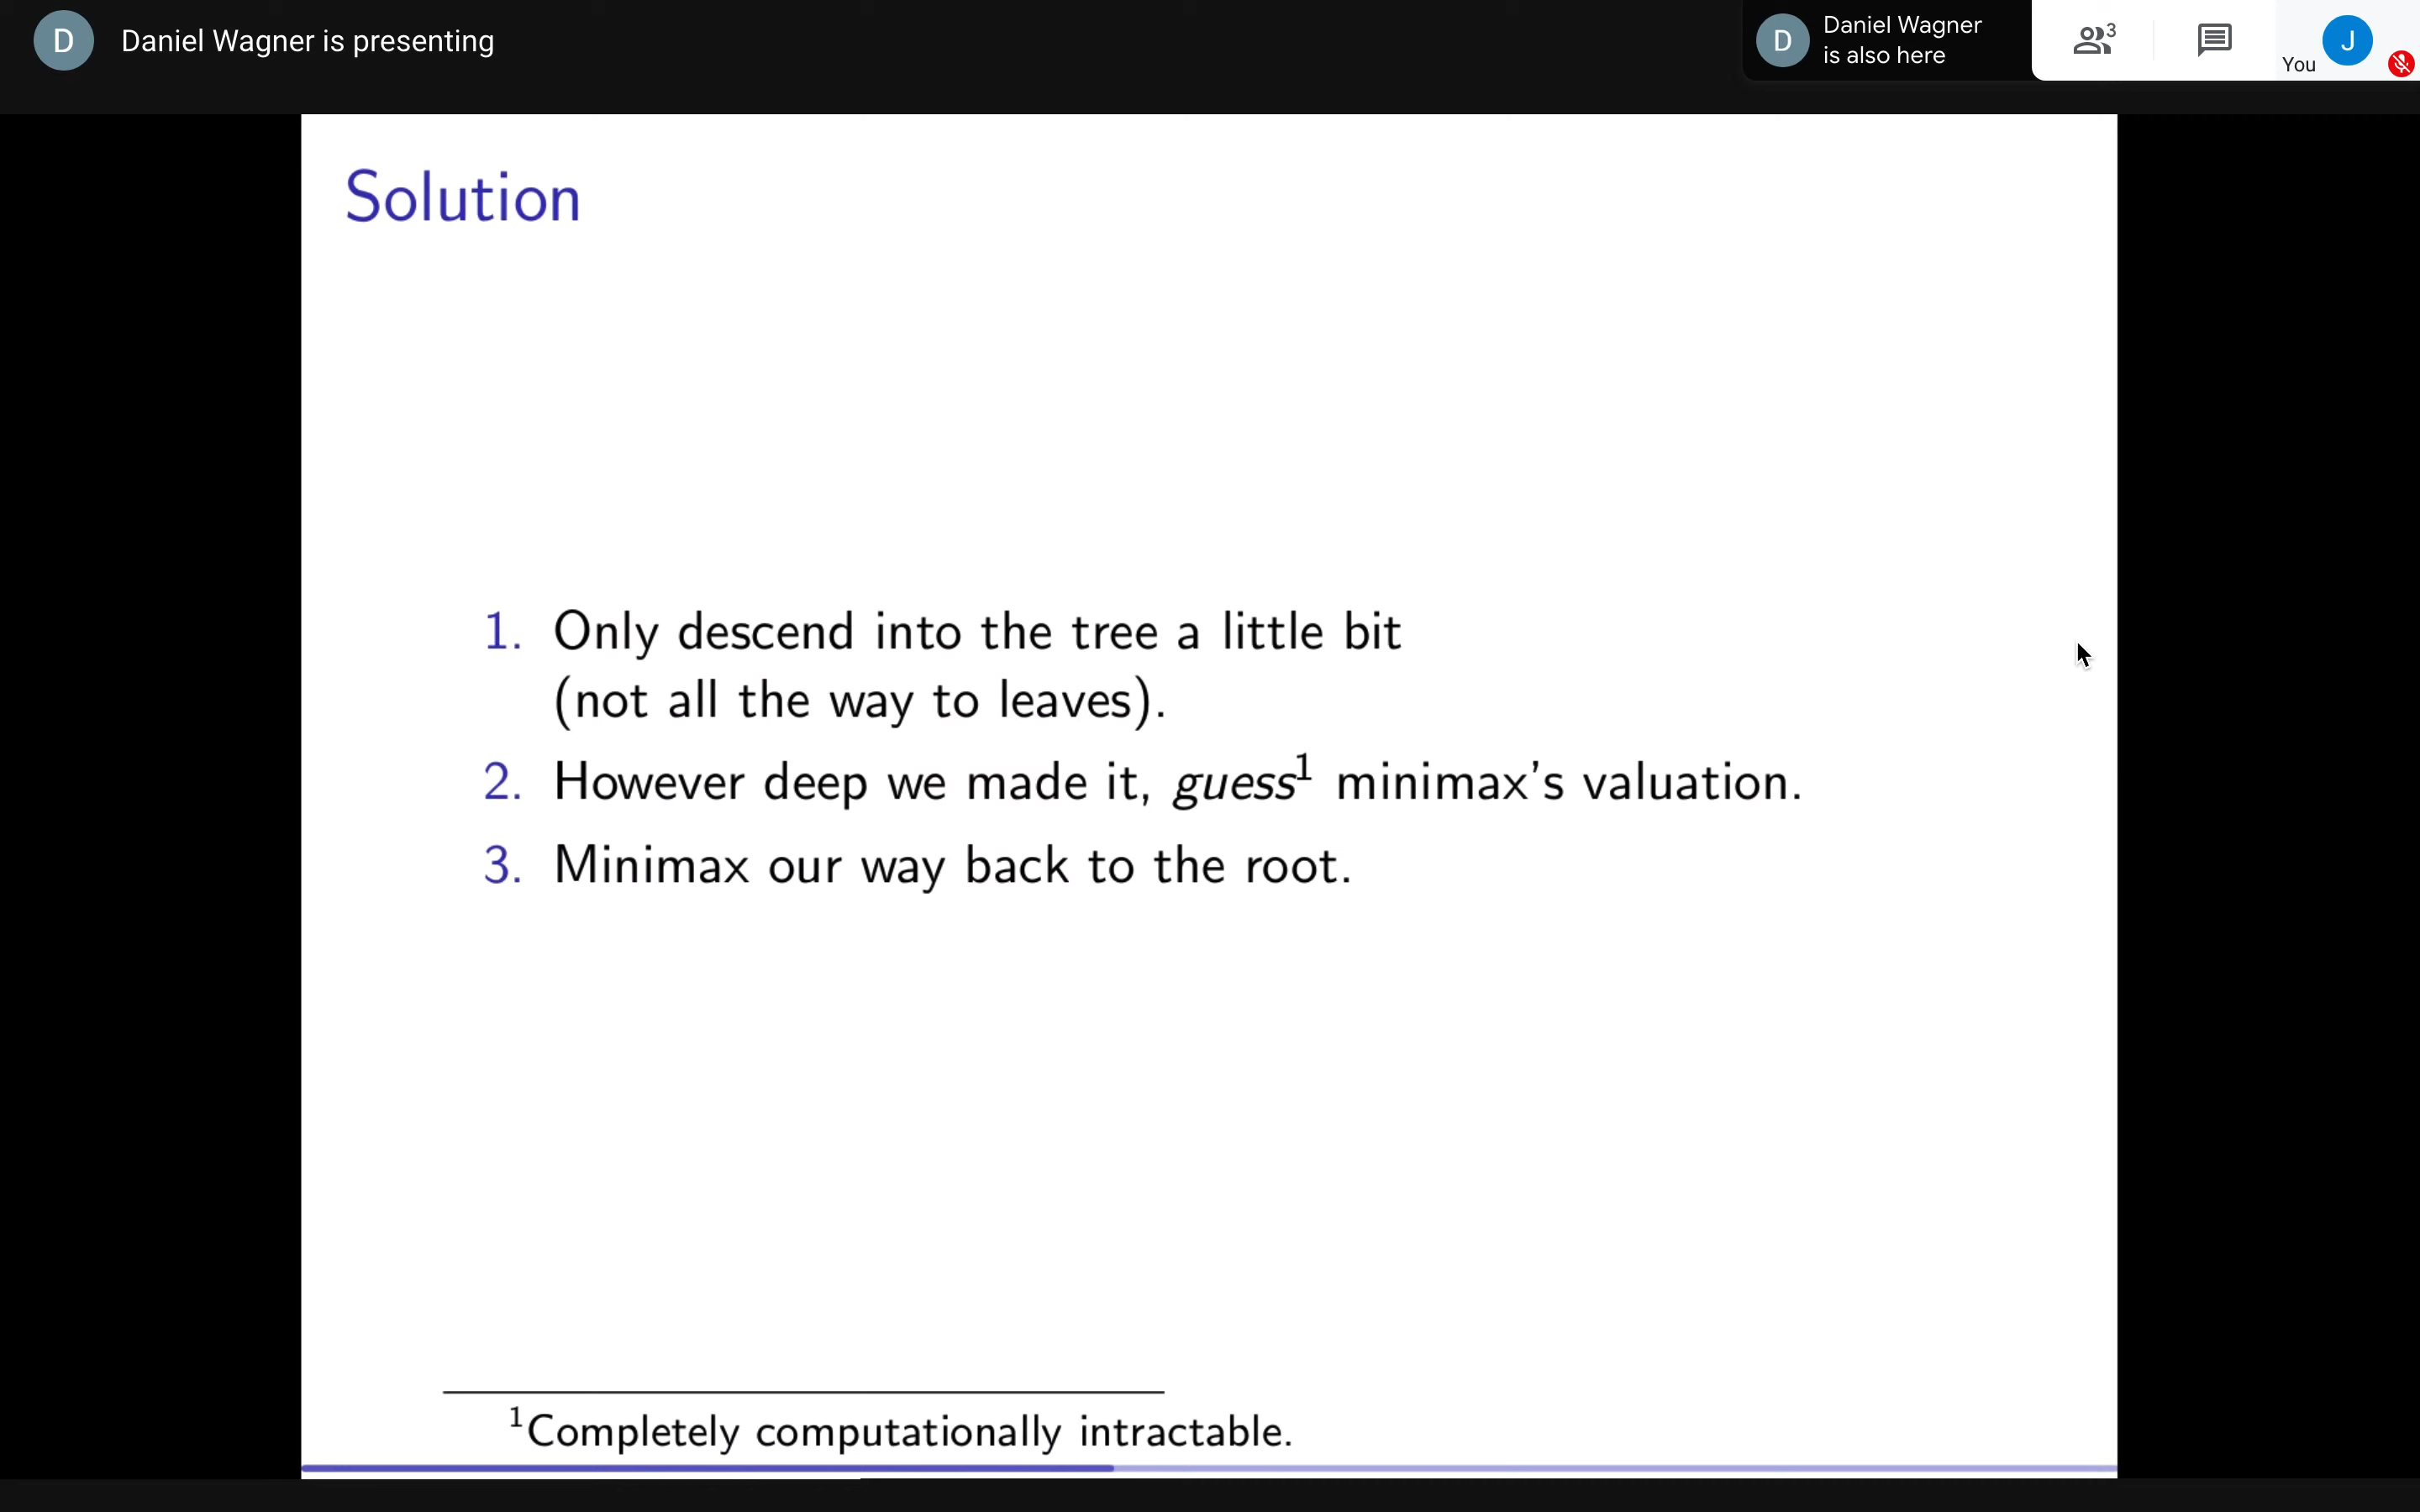 D Daniel Wagner is presenting
D Daniel Wagner
is also here
3
You J
Solution
1. Only descend into the tree a little bit
(not all the way to leaves).
2. However deep we made it, guess¹ minimax's valuation.
3. Minimax our way back to the root.
¹Completely computationally intractable.